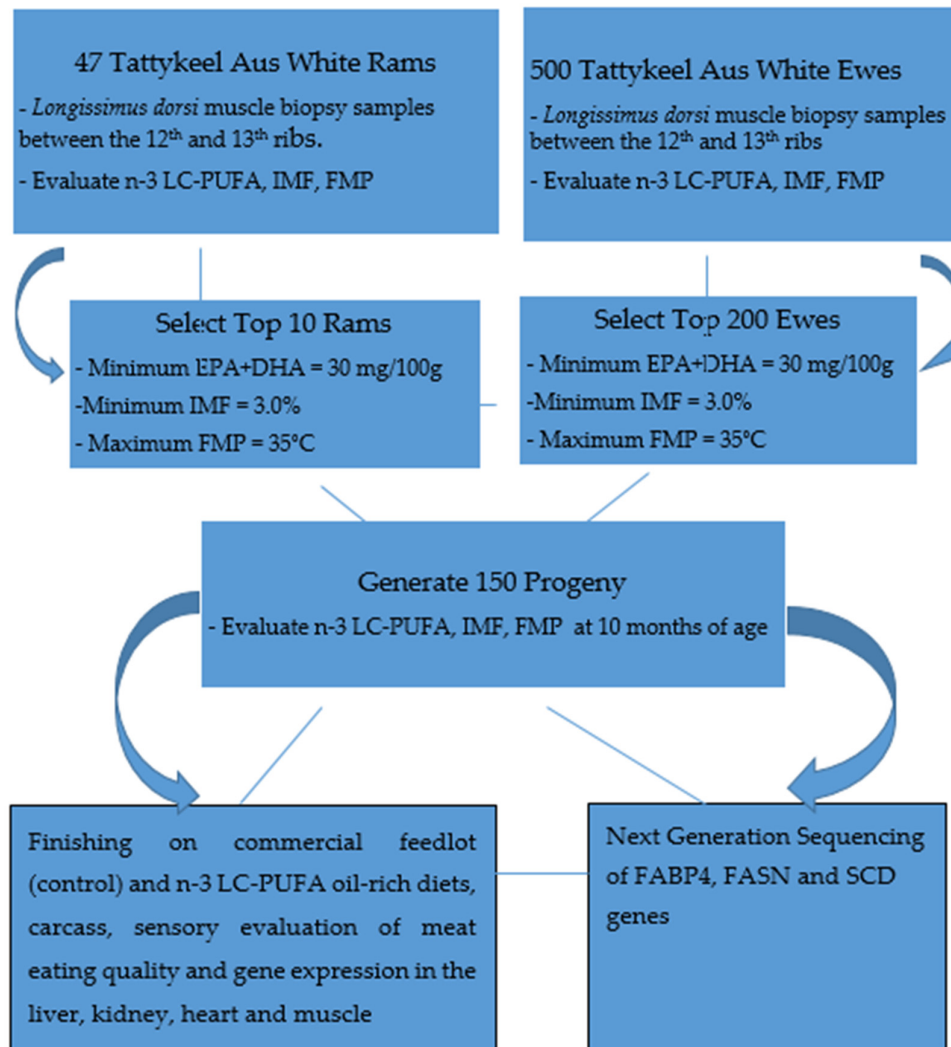 47 Tattykeel Aus White Rams
- Longissimus dorsi muscle biopsy samples
between the 12th and 13th ribs.
- Evaluate n-3 LC-PUFA, IMF, FMP
500 Tattykeel Aus White Ewes
- Longissimus dorsi muscle biopsy samples
between the 12th and 13th ribs
- Evaluate n-3 LC-PUFA, IMF, FMP
Select Top 10 Rams
- Minimum EPA+DHA = 30 mg/100g
-Minimum IMF = 3.0%
- Maximum FMP = 35°C
Select Top 200 Ewes
- Minimum EPA+DHA = 30 mg/100g
-Minimum IMF = 3.0%
- Maximum FMP = 35°C
Generate 150 Progeny
- Evaluate n-3 LC-PUFA, IMF, FMP at 10 months of age
Finishing on commercial feedlot
(control) and n-3 LC-PUFA oil-rich diets,
carcass, sensory evaluation of meat
eating quality and gene expression in the
liver, kidney, heart and muscle
Next Generation Sequencing
of FABP4, FASN and SCD
genes